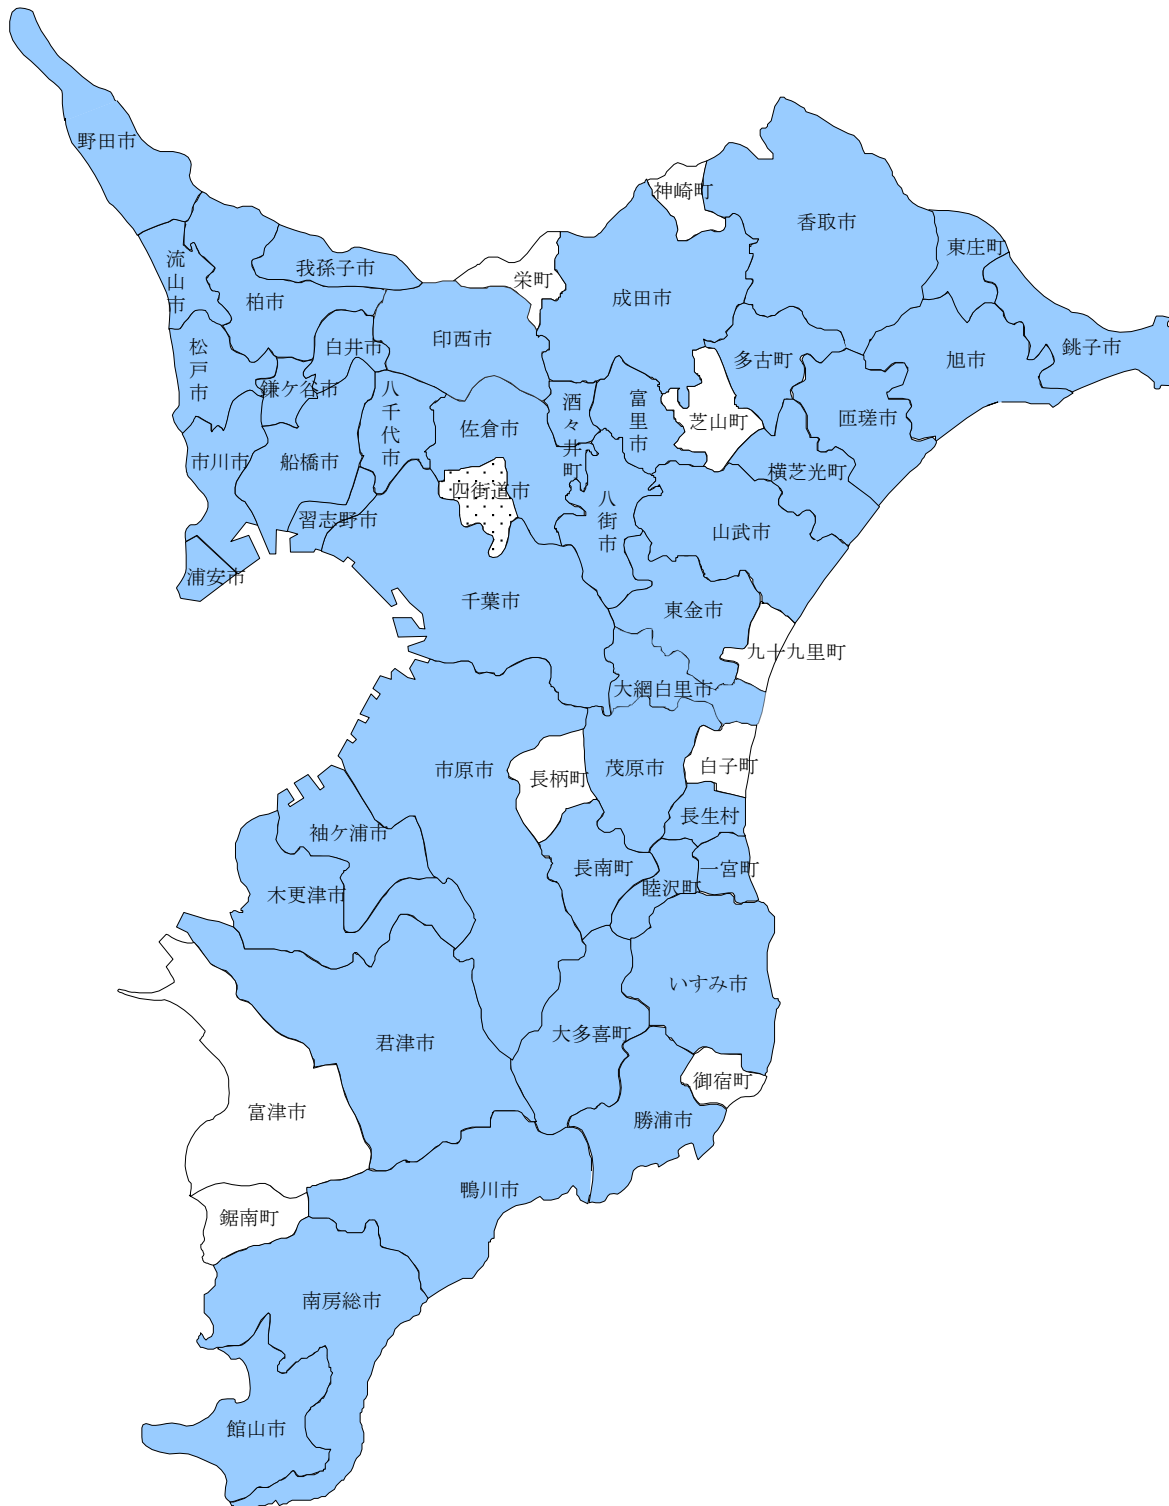 野田市
神崎町
香取市
東庄町
流山市
我孫子市
栄町
成田市
柏市
印西市
白井市
多古町
旭市
銚子市
松戸市
鎌ケ谷市
八千代市
酒々井町
富里市
芝山町
匝瑳市
佐倉市
市川市
船橋市
四街道市
横芝光町
習志野市
八街市
山武市
浦安市
千葉市
東金市
九十九里町
大網白里市
市原市
長柄町
茂原市
白子町
長生村
袖ケ浦市
長南町
一宮町
睦沢町
木更津市
いすみ市
大多喜町
君津市
御宿町
富津市
勝浦市
鴨川市
鋸南町
南房総市
館山市